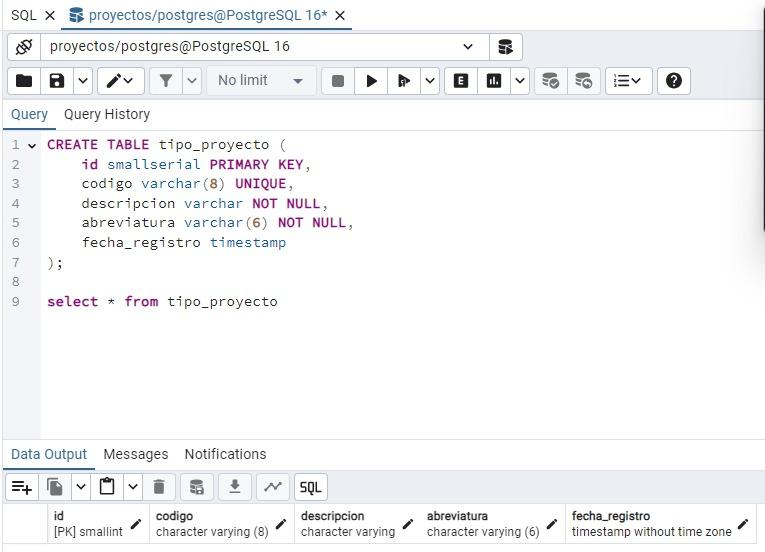 SQL proyectos/postgres@PostgreSQL 16*
proyectos/postgres@PostgreSQL 16
No limit E
Query Query History
1 CREATE TABLE tipo_proyecto (
2 id smallserial PRIMARY KEY,
3 codigo varchar(8) UNIQUE,
4 descripcion varchar NOT NULL,
5 abreviatura varchar(6) NOT NULL,
6 fecha_registro timestamp
7 );
8
9 select * from tipo_proyecto
Data Output Messages Notifications
SQL
id codigo descripcion abreviatura fecha_registro
[PK] smallint character varying (8) character varying character varying (6) timestamp without time zone